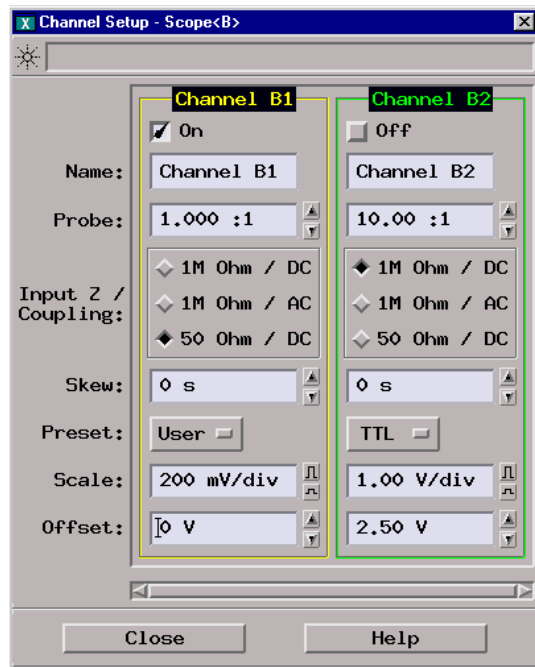 Channel Setup - Scope<B>
Channel B1 Channel B2
On Off
Name: Channel B1 Channel B2
Probe: 1.000 :1 10.00 :1
1M Ohm / DC 1M Ohm / DC
Input Z / Coupling: 1M Ohm / AC 1M Ohm / AC
50 Ohm / DC 50 Ohm / DC
Skew: 0 s 0 s
Preset: User TTL
Scale: 200 mV/div 1.00 V/div
Offset: 0 V 2.50 V
Close Help